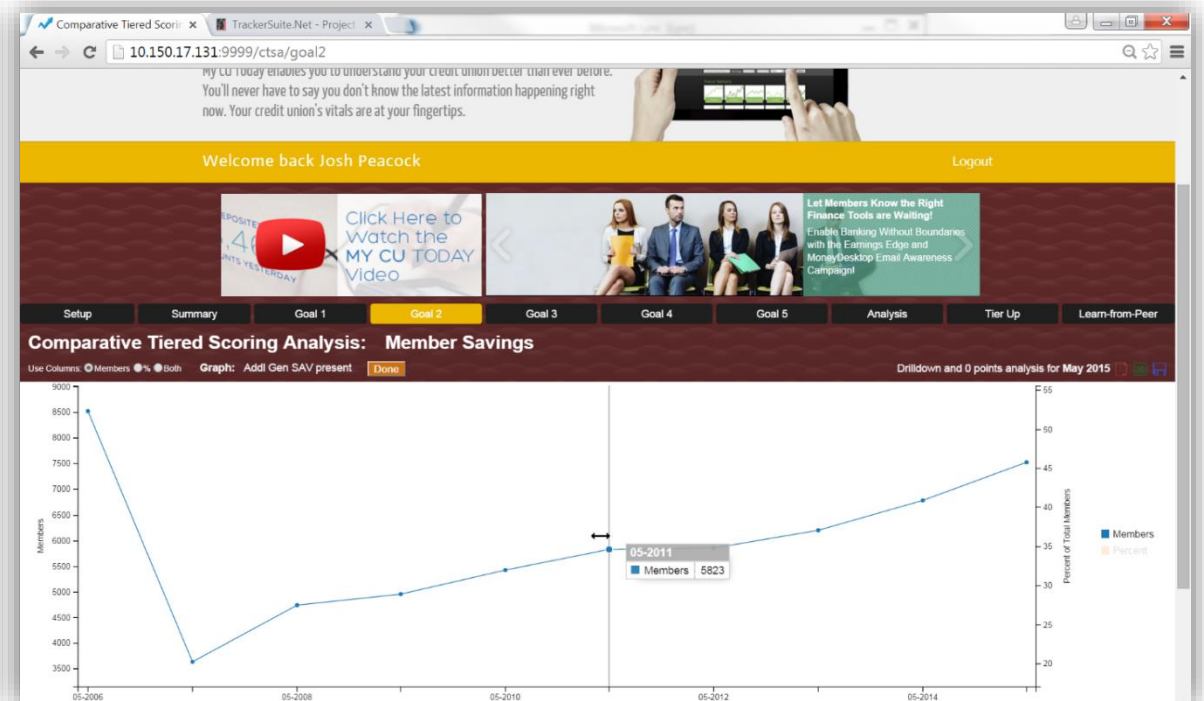 Comparative Tiered Scorin
TrackerSuite.Net - Project
10.150.17.131:9999/ctsa/goal2
My CU Today enables you to understand your credit union better than ever before.
You'll never have to say you don't know the latest information happening right
now. Your credit union's vitals are at your fingertips.
Welcome back Josh Peacock
Logout
Click Here to
Watch the
MY CU TODAY
Video
Let Members Know the Right
Finance Tools are Waiting!
Enable Banking Without Boundaries
with the Earnings Edge and
MoneyDesktop Email Awareness
Campaign!
Setup Summary Goal 1 Goal 2 Goal 3 Goal 4 Goal 5 Analysis Tier Up Learn-from-Peer
Comparative Tiered Scoring Analysis: Member Savings
Use Columns: Members % Both Graph: Addl Gen SAV present Done
Drilldown and 0 points analysis for May 2015
9000
8500
8000
7500
7000
6500
6000
5500
5000
4500
4000
3500
Members
05-2011
Members 5823
55
50
45
40
35
30
25
20
Percent of Total Members
Members
Percent
05-2006 05-2008 05-2010 05-2012 05-2014